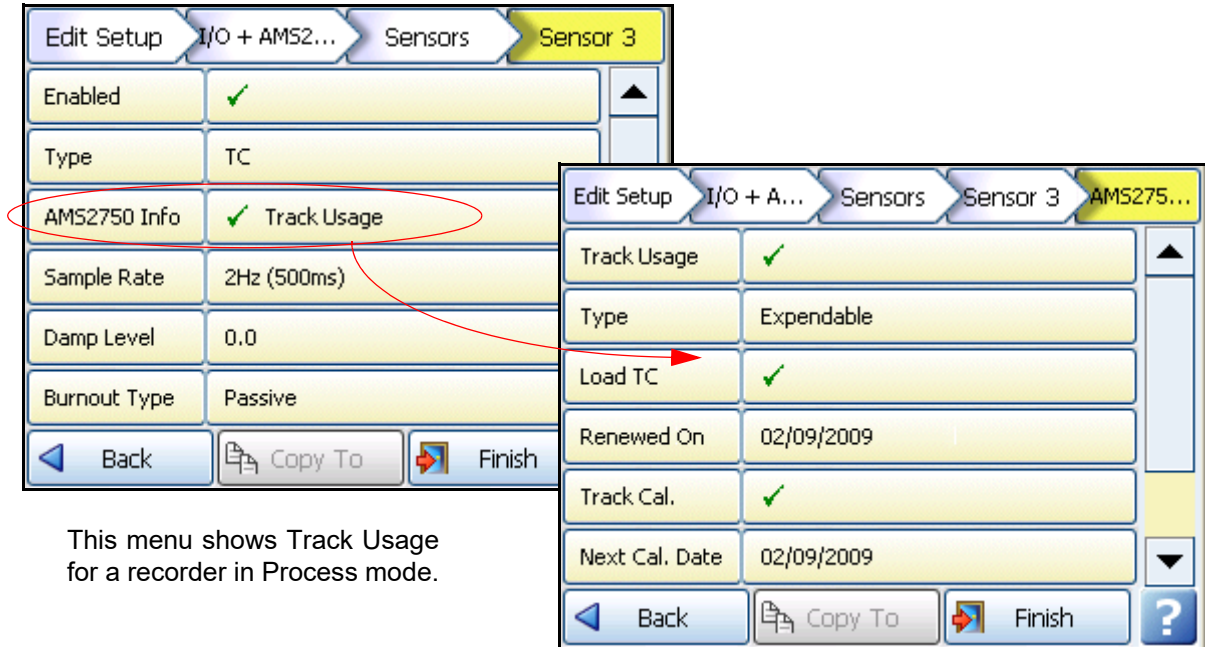 Edit Setup I/O + AMS2... Sensors Sensor 3
Enabled
Type TC
AMS2750 Info Track Usage
Sample Rate 2Hz (500ms)
Damp Level 0.0
Burnout Type Passive
Back Copy To Finish
This menu shows Track Usage
for a recorder in Process mode.
Edit Setup I/O + A... Sensors Sensor 3 AMS275...
Track Usage
Type Expendable
Load TC
Renewed On 02/09/2009
Track Cal.
Next Cal. Date 02/09/2009
Back Copy To Finish ?